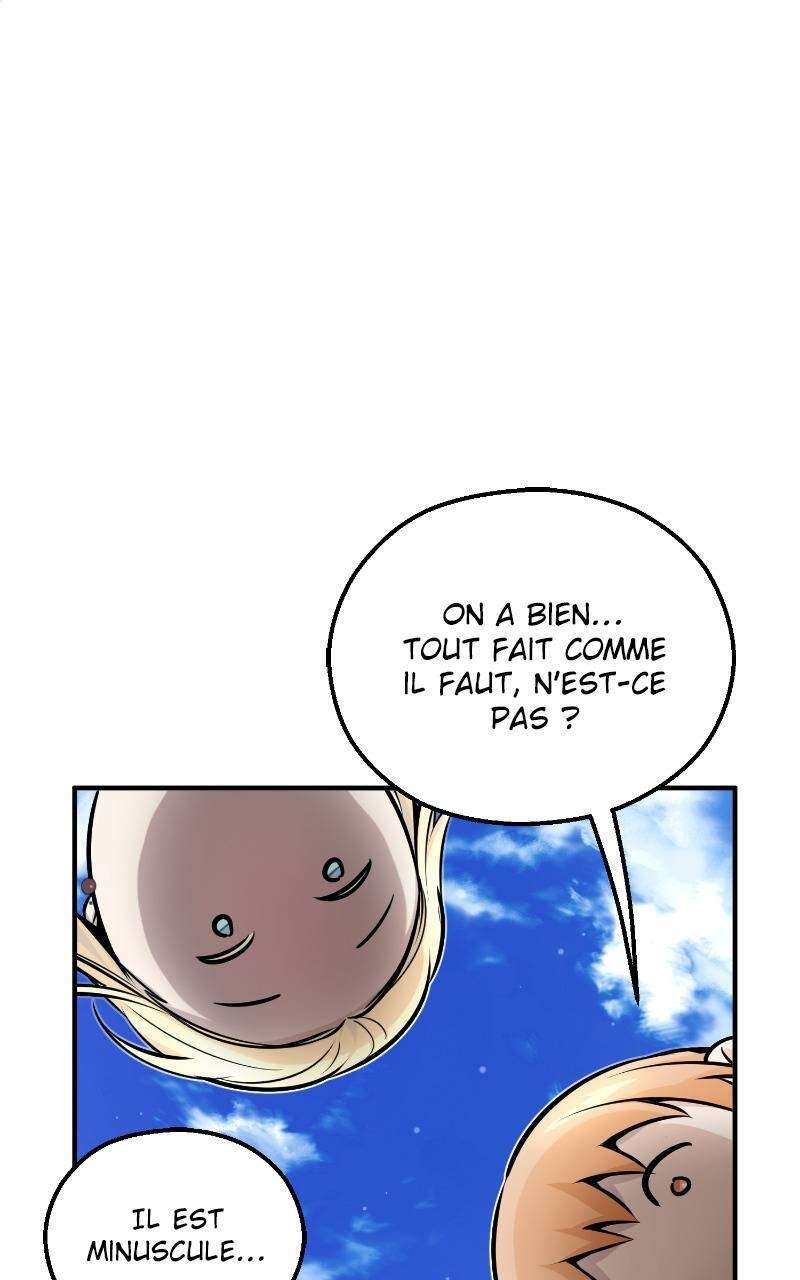 ON A BIEN...
TOUT FAIT COMME
IL FAUT, N'EST-CE
PAS ?
IL EST
MINUSCULE...